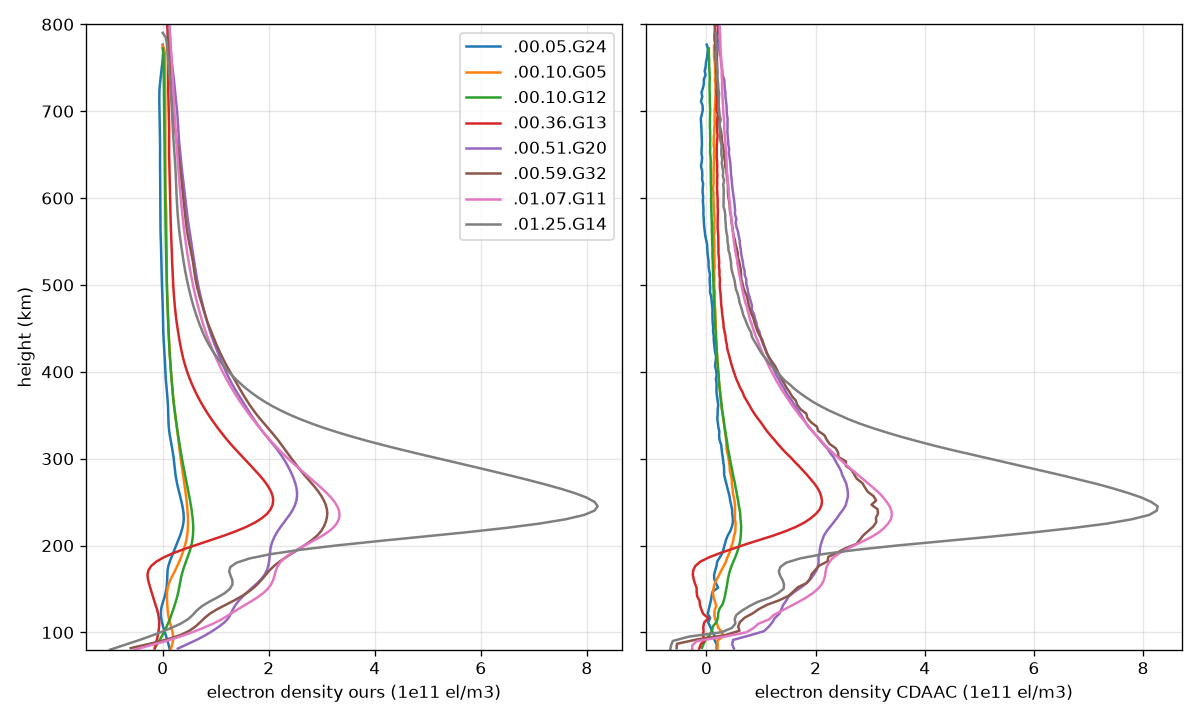 800
700
600
500
400
300
200
100
height (km)
.00.05.G24
.00.10.G05
.00.10.G12
.00.36.G13
.00.51.G20
.00.59.G32
.01.07.G11
.01.25.G14
0 2 4 6 8
electron density ours (1e11 el/m3)
0 2 4 6 8
electron density CDAAC (1e11 el/m3)